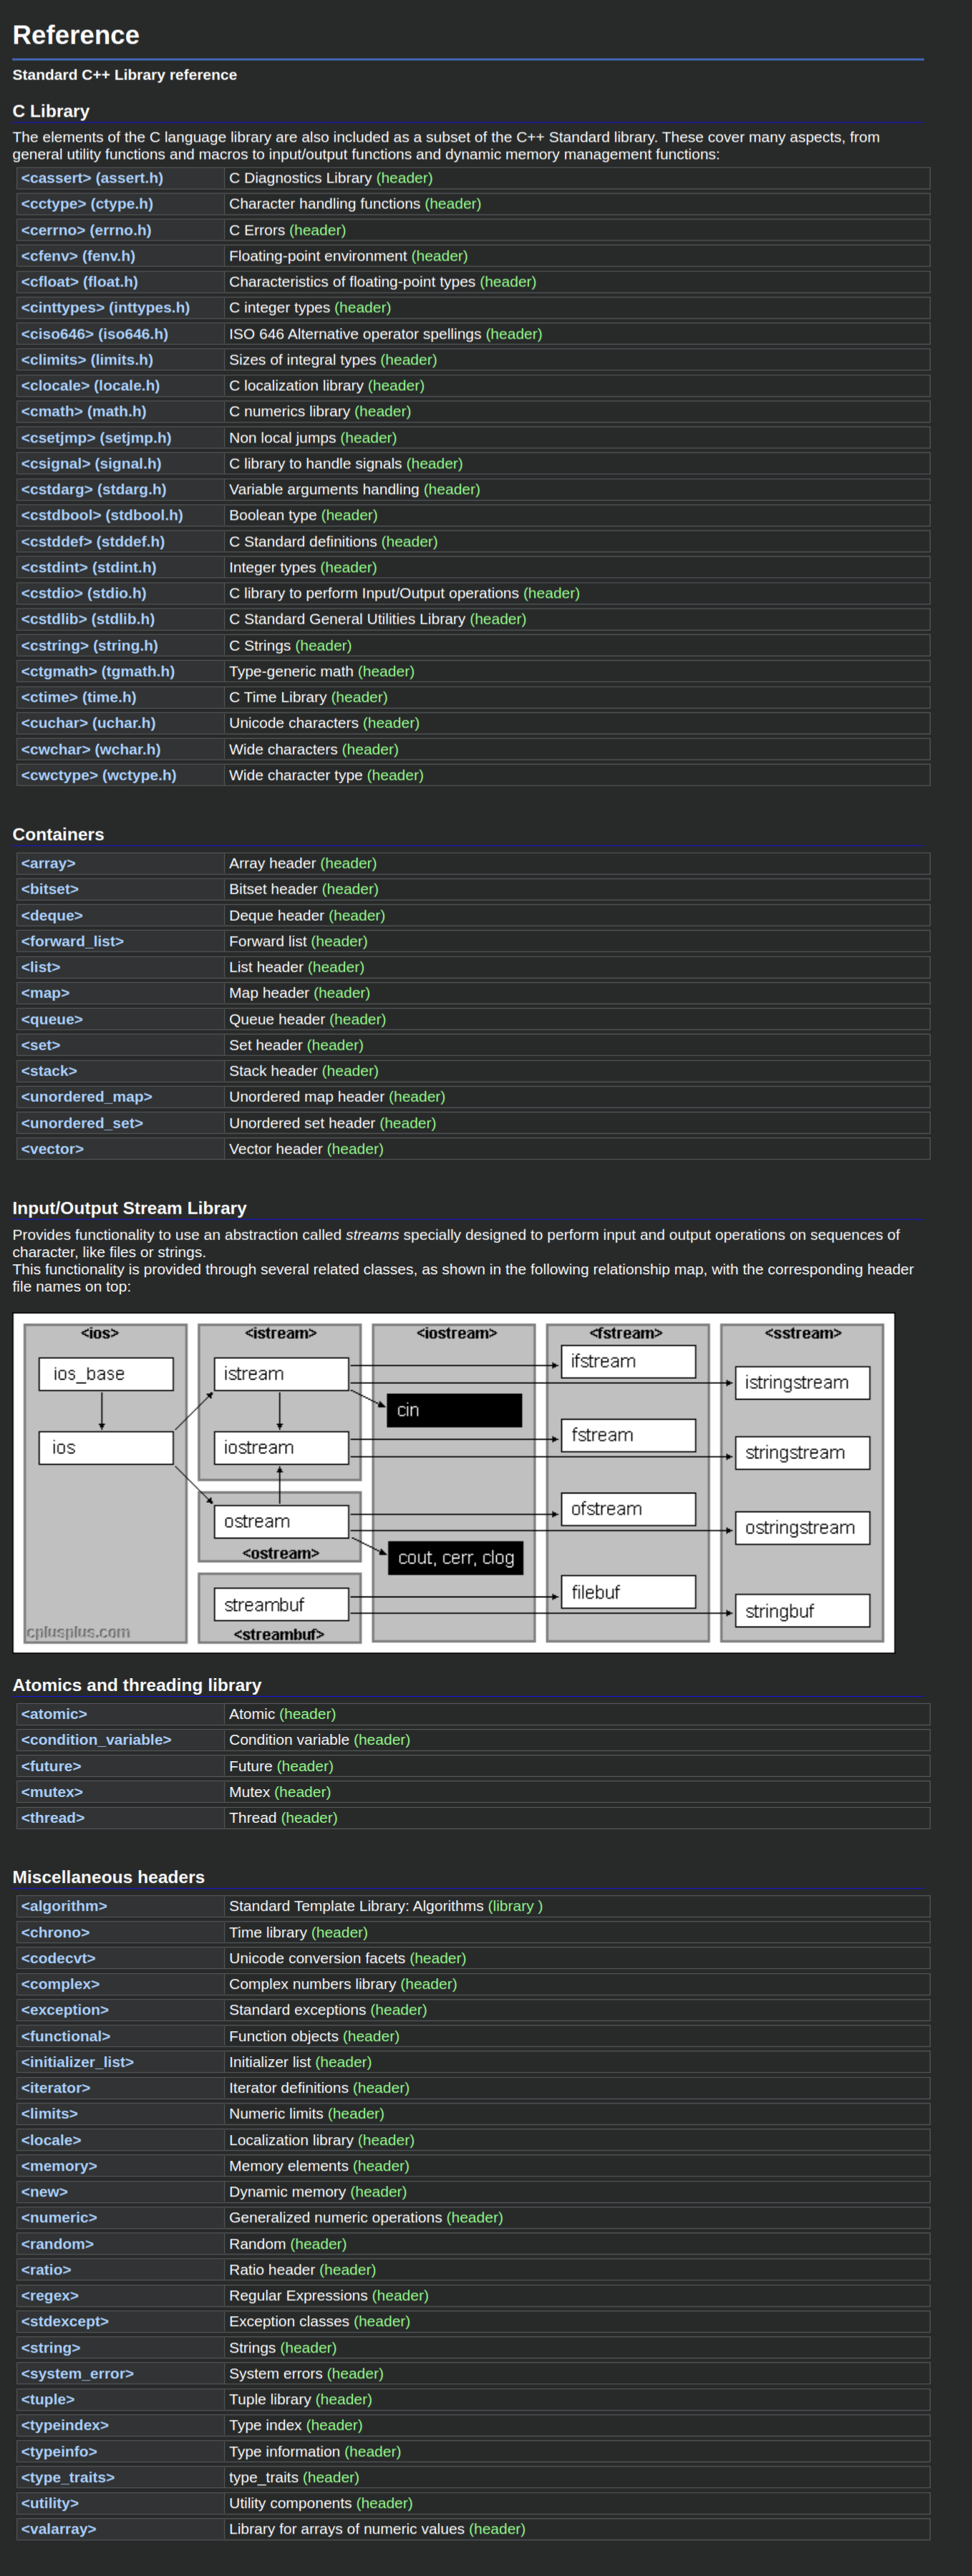 Reference
Standard C++ Library reference
C Library
The elements of the C language library are also included as a subset of the C++ Standard library. These cover many aspects, from
general utility functions and macros to input/output functions and dynamic memory management functions:
<cassert> (assert.h) C Diagnostics Library (header)
<cctype> (ctype.h) Character handling functions (header)
<cerrno> (errno.h) C Errors (header)
<cfenv> (fenv.h) Floating-point environment (header)
<cfloat> (float.h) Characteristics of floating-point types (header)
<cinttypes> (inttypes.h) C integer types (header)
<ciso646> (iso646.h) ISO 646 Alternative operator spellings (header)
<climits> (limits.h) Sizes of integral types (header)
<clocale> (locale.h) C localization library (header)
<cmath> (math.h) C numerics library (header)
<csetjmp> (setjmp.h) Non local jumps (header)
<csignal> (signal.h) C library to handle signals (header)
<cstdarg> (stdarg.h) Variable arguments handling (header)
<cstdbool> (stdbool.h) Boolean type (header)
<cstddef> (stddef.h) C Standard definitions (header)
<cstdint> (stdint.h) Integer types (header)
<cstdio> (stdio.h) C library to perform Input/Output operations (header)
<cstdlib> (stdlib.h) C Standard General Utilities Library (header)
<cstring> (string.h) C Strings (header)
<ctgmath> (tgmath.h) Type-generic math (header)
<ctime> (time.h) C Time Library (header)
<cuchar> (uchar.h) Unicode characters (header)
<cwchar> (wchar.h) Wide characters (header)
<cwctype> (wctype.h) Wide character type (header)
Containers
<array> Array header (header)
<bitset> Bitset header (header)
<deque> Deque header (header)
<forward_list> Forward list (header)
<list> List header (header)
<map> Map header (header)
<queue> Queue header (header)
<set> Set header (header)
<stack> Stack header (header)
<unordered_map> Unordered map header (header)
<unordered_set> Unordered set header (header)
<vector> Vector header (header)
Input/Output Stream Library
Provides functionality to use an abstraction called streams specially designed to perform input and output operations on sequences of
character, like files or strings.
This functionality is provided through several related classes, as shown in the following relationship map, with the corresponding header
file names on top:
<ios> <istream> <iostream> <fstream> <sstream>
ios_base istream ifstream istringstream
cin
ios iostream fstream stringstream
ostream ofstream ostringstream
<ostream> cout, cerr, clog
streambuf filebuf stringbuf
cplusplus.com <streambuf>
Atomics and threading library
<atomic> Atomic (header)
<condition_variable> Condition variable (header)
<future> Future (header)
<mutex> Mutex (header)
<thread> Thread (header)
Miscellaneous headers
<algorithm> Standard Template Library: Algorithms (library )
<chrono> Time library (header)
<codecvt> Unicode conversion facets (header)
<complex> Complex numbers library (header)
<exception> Standard exceptions (header)
<functional> Function objects (header)
<initializer_list> Initializer list (header)
<iterator> Iterator definitions (header)
<limits> Numeric limits (header)
<locale> Localization library (header)
<memory> Memory elements (header)
<new> Dynamic memory (header)
<numeric> Generalized numeric operations (header)
<random> Random (header)
<ratio> Ratio header (header)
<regex> Regular Expressions (header)
<stdexcept> Exception classes (header)
<string> Strings (header)
<system_error> System errors (header)
<tuple> Tuple library (header)
<typeindex> Type index (header)
<typeinfo> Type information (header)
<type_traits> type_traits (header)
<utility> Utility components (header)
<valarray> Library for arrays of numeric values (header)